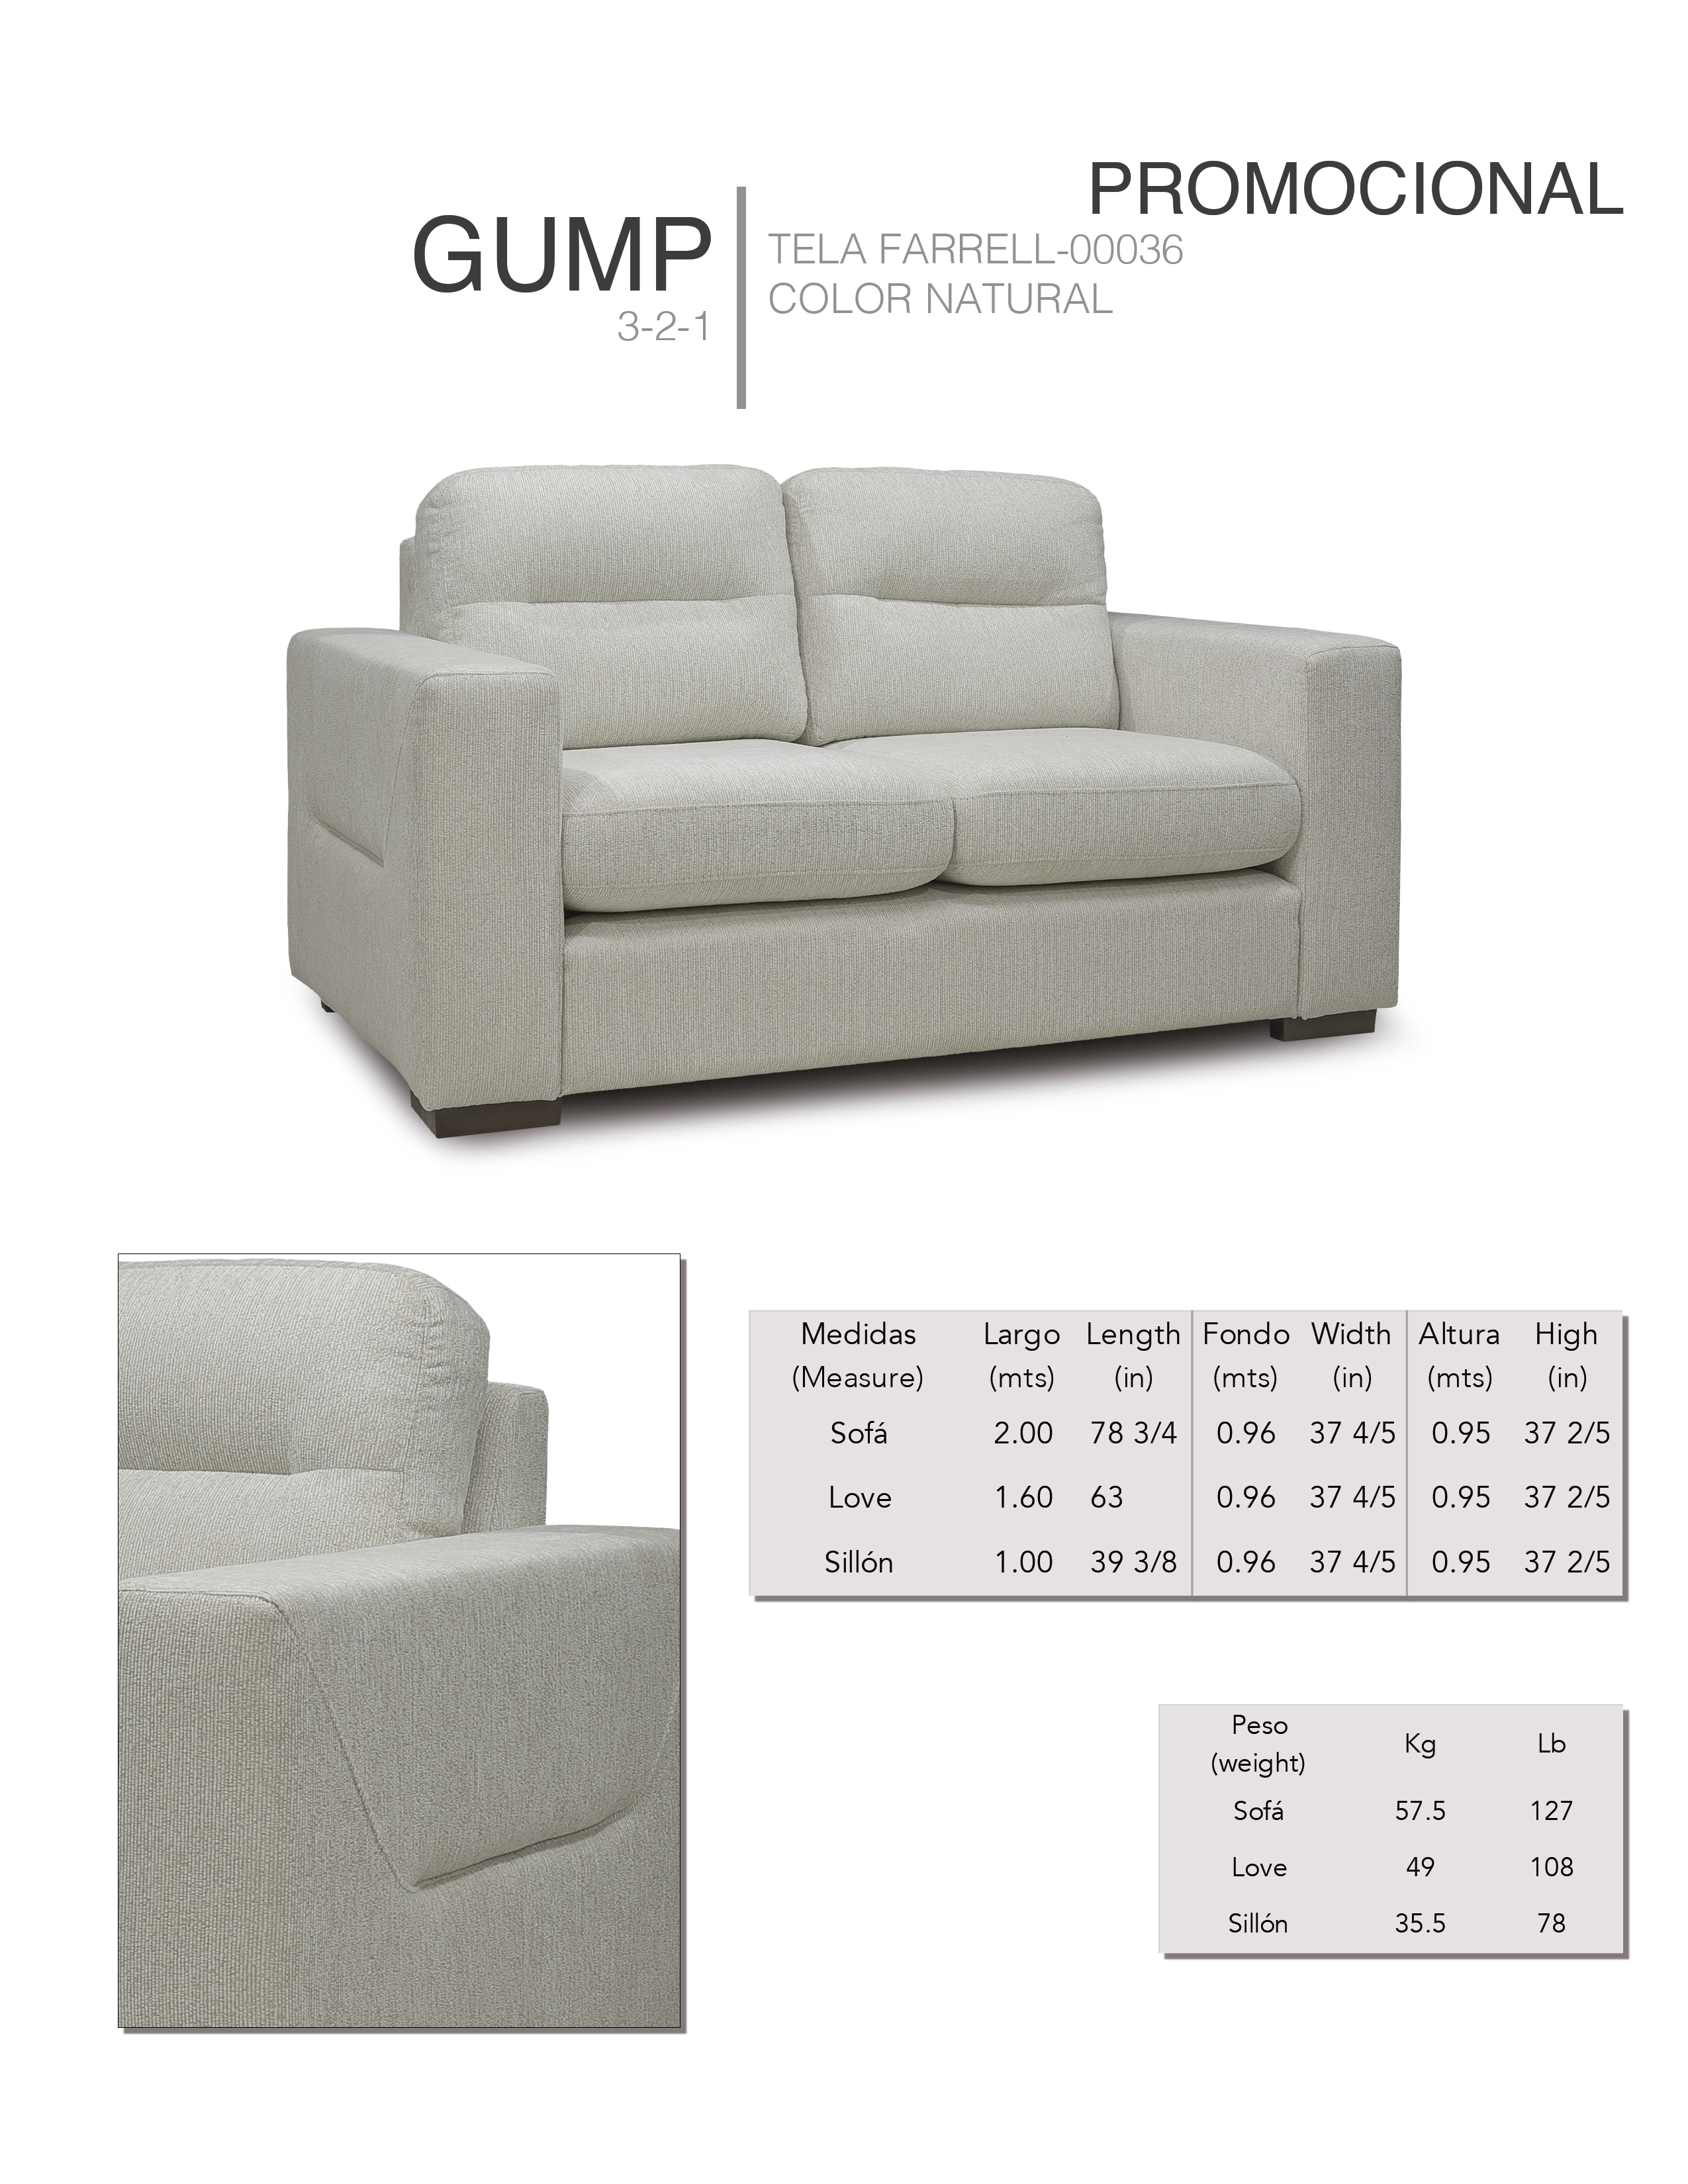 PROMOCIONAL
GUMP
3-2-1
TELA FARRELL-00036
COLOR NATURAL
Medidas Largo Length Fondo Width Altura High
(Measure) (mts) (in) (mts) (in) (mts) (in)
Sofá 2.00 78 3/4 0.96 37 4/5 0.95 37 2/5
Love 1.60 63 0.96 37 4/5 0.95 37 2/5
Sillón 1.00 39 3/8 0.96 37 4/5 0.95 37 2/5
Peso
(weight) Kg Lb
Sofá 57.5 127
Love 49 108
Sillón 35.5 78